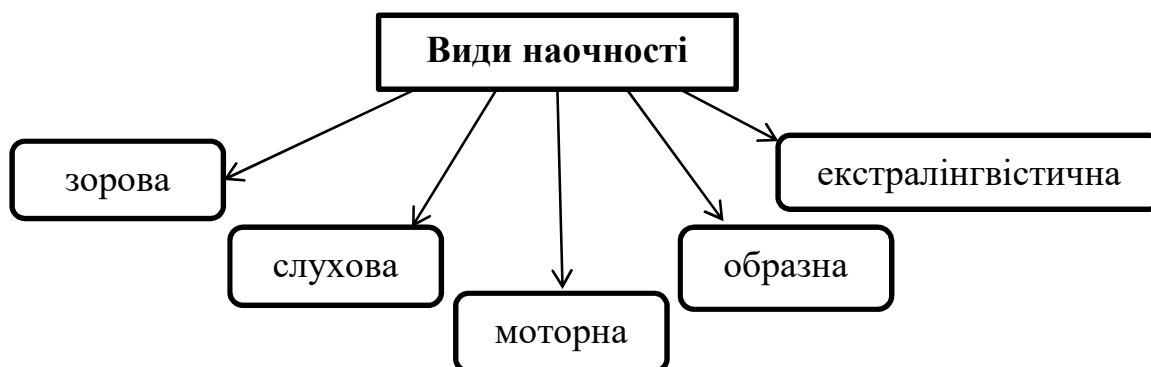 Види наочності
зорова
слухова
моторна
образна
екстралінгвістична